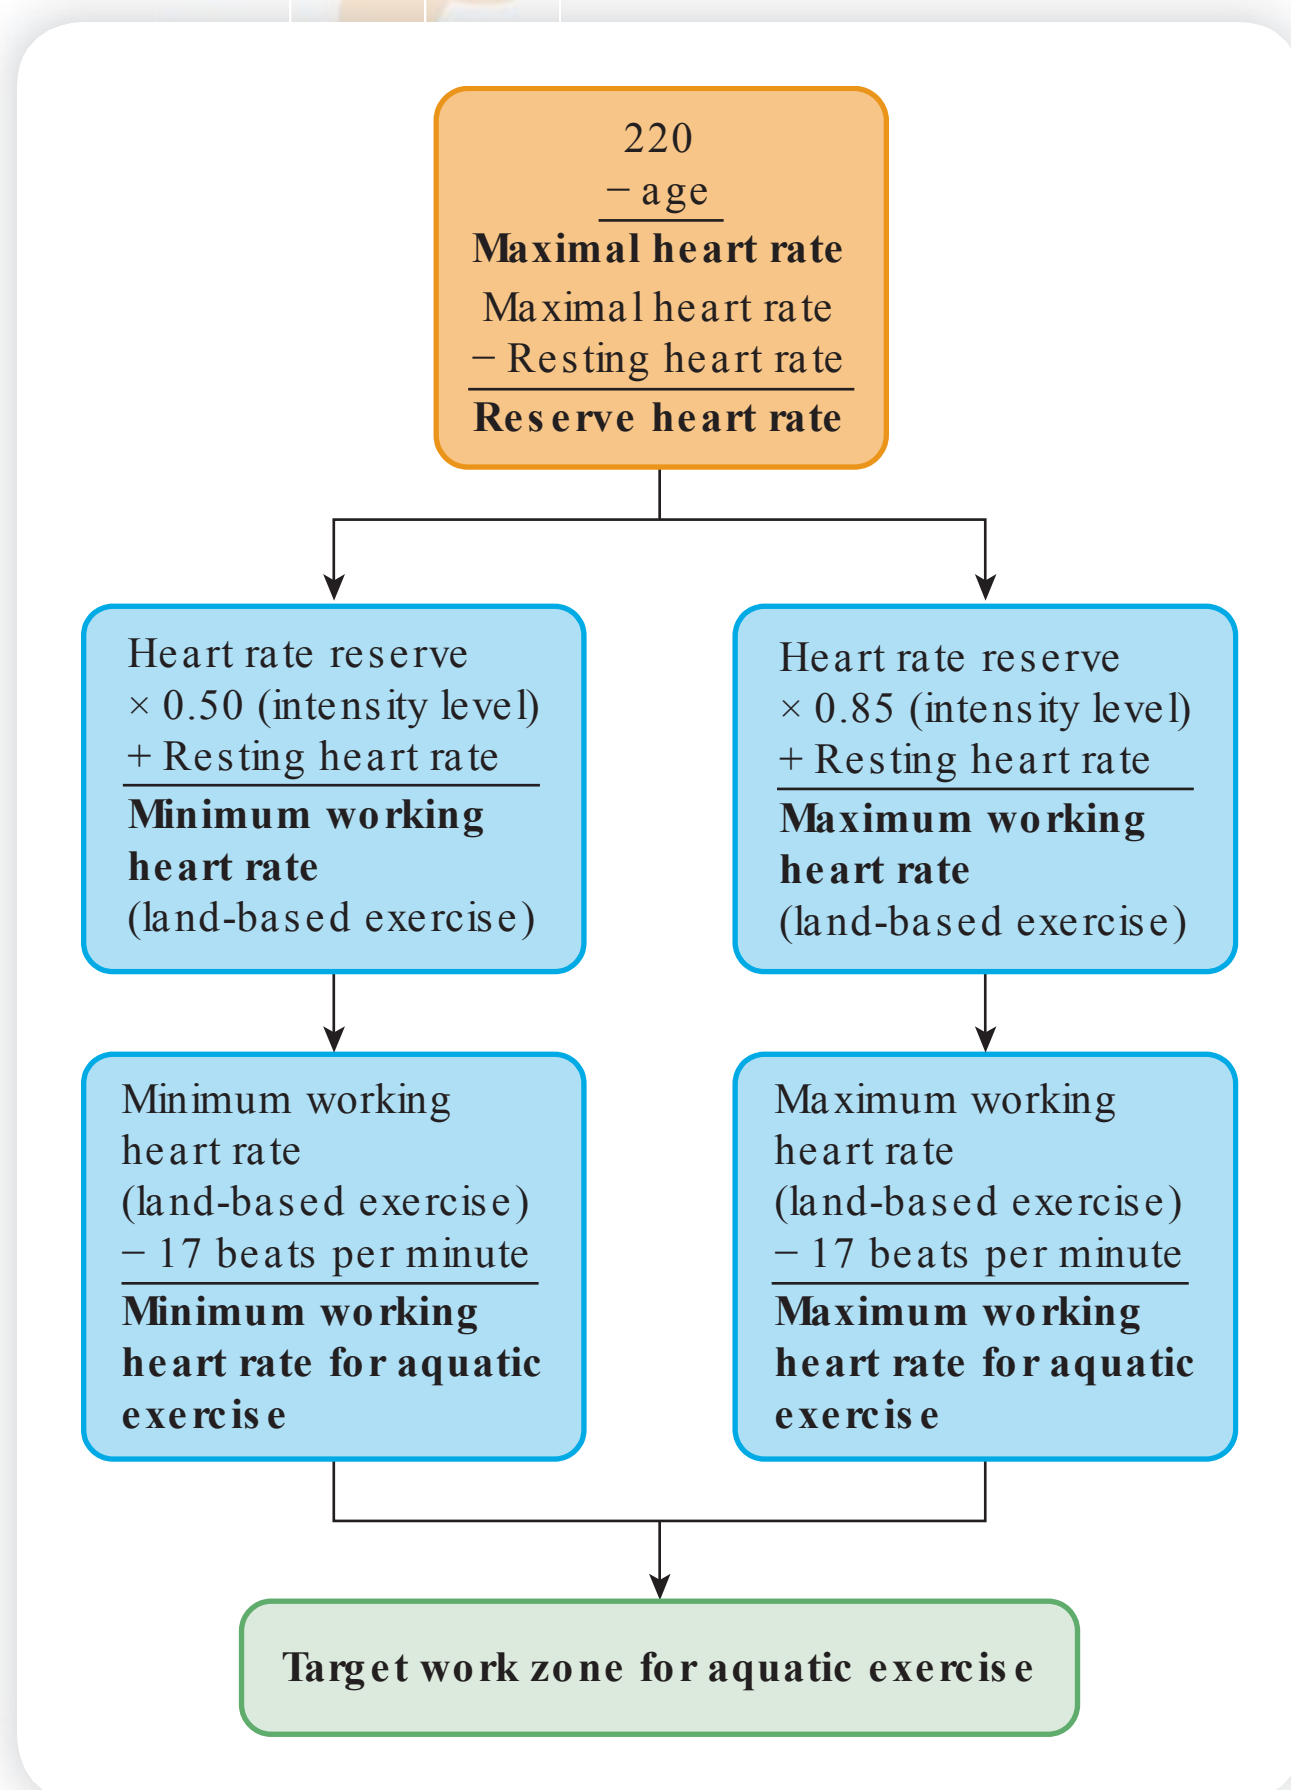 220
− age
Maximal heart rate
Maximal heart rate
− Resting heart rate
Reserve heart rate
Heart rate reserve
× 0.50 (intensity level)
+ Resting heart rate
Minimum working
heart rate
(land-based exercise)
Heart rate reserve
× 0.85 (intensity level)
+ Resting heart rate
Maximum working
heart rate
(land-based exercise)
Minimum working
heart rate
(land-based exercise)
− 17 beats per minute
Minimum working
heart rate for aquatic
exercise
Maximum working
heart rate
(land-based exercise)
− 17 beats per minute
Maximum working
heart rate for aquatic
exercise
Target work zone for aquatic exercise